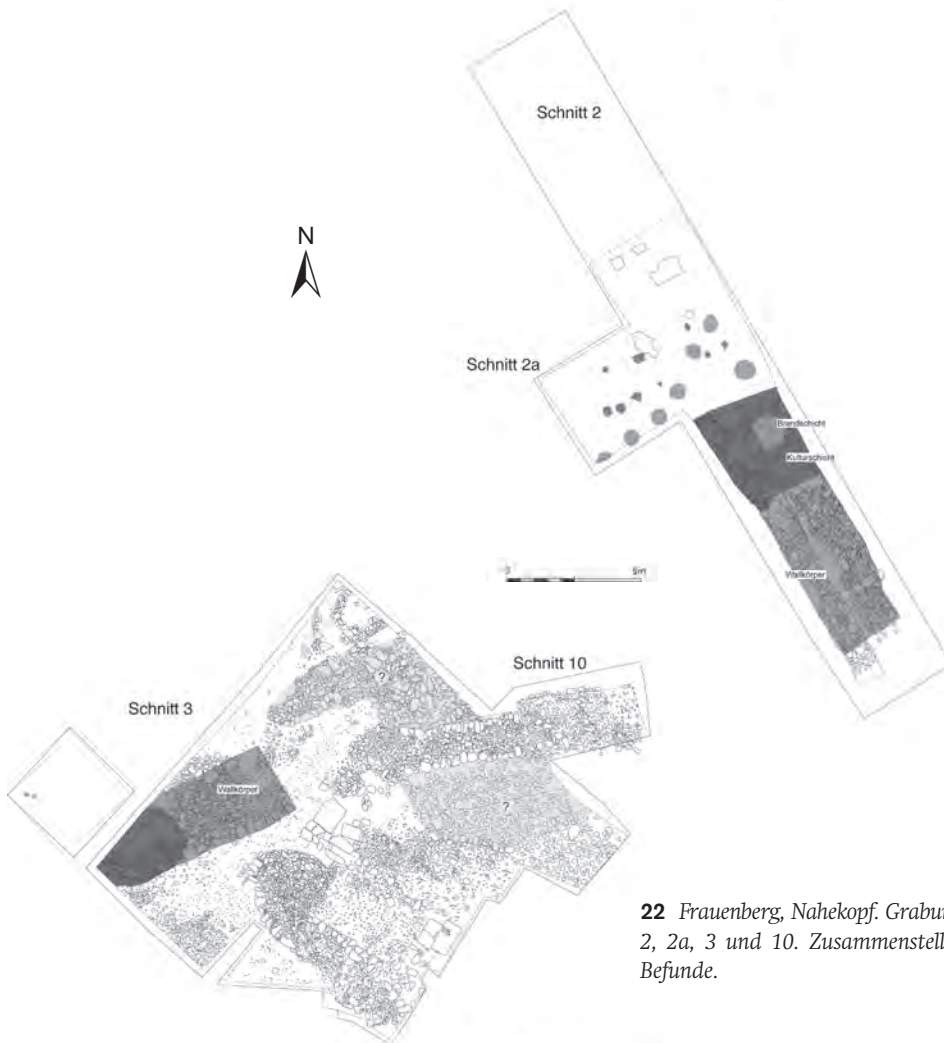 Schnitt 2
N
Schnitt 2a
Brandschicht
Kulturschicht
Wallkörper
5m
Schnitt 10
?
Schnitt 3
Wallkörper
?
22 Frauenberg, Nahekopf. Grabu
2, 2a, 3 und 10. Zusammenstell
Befunde.